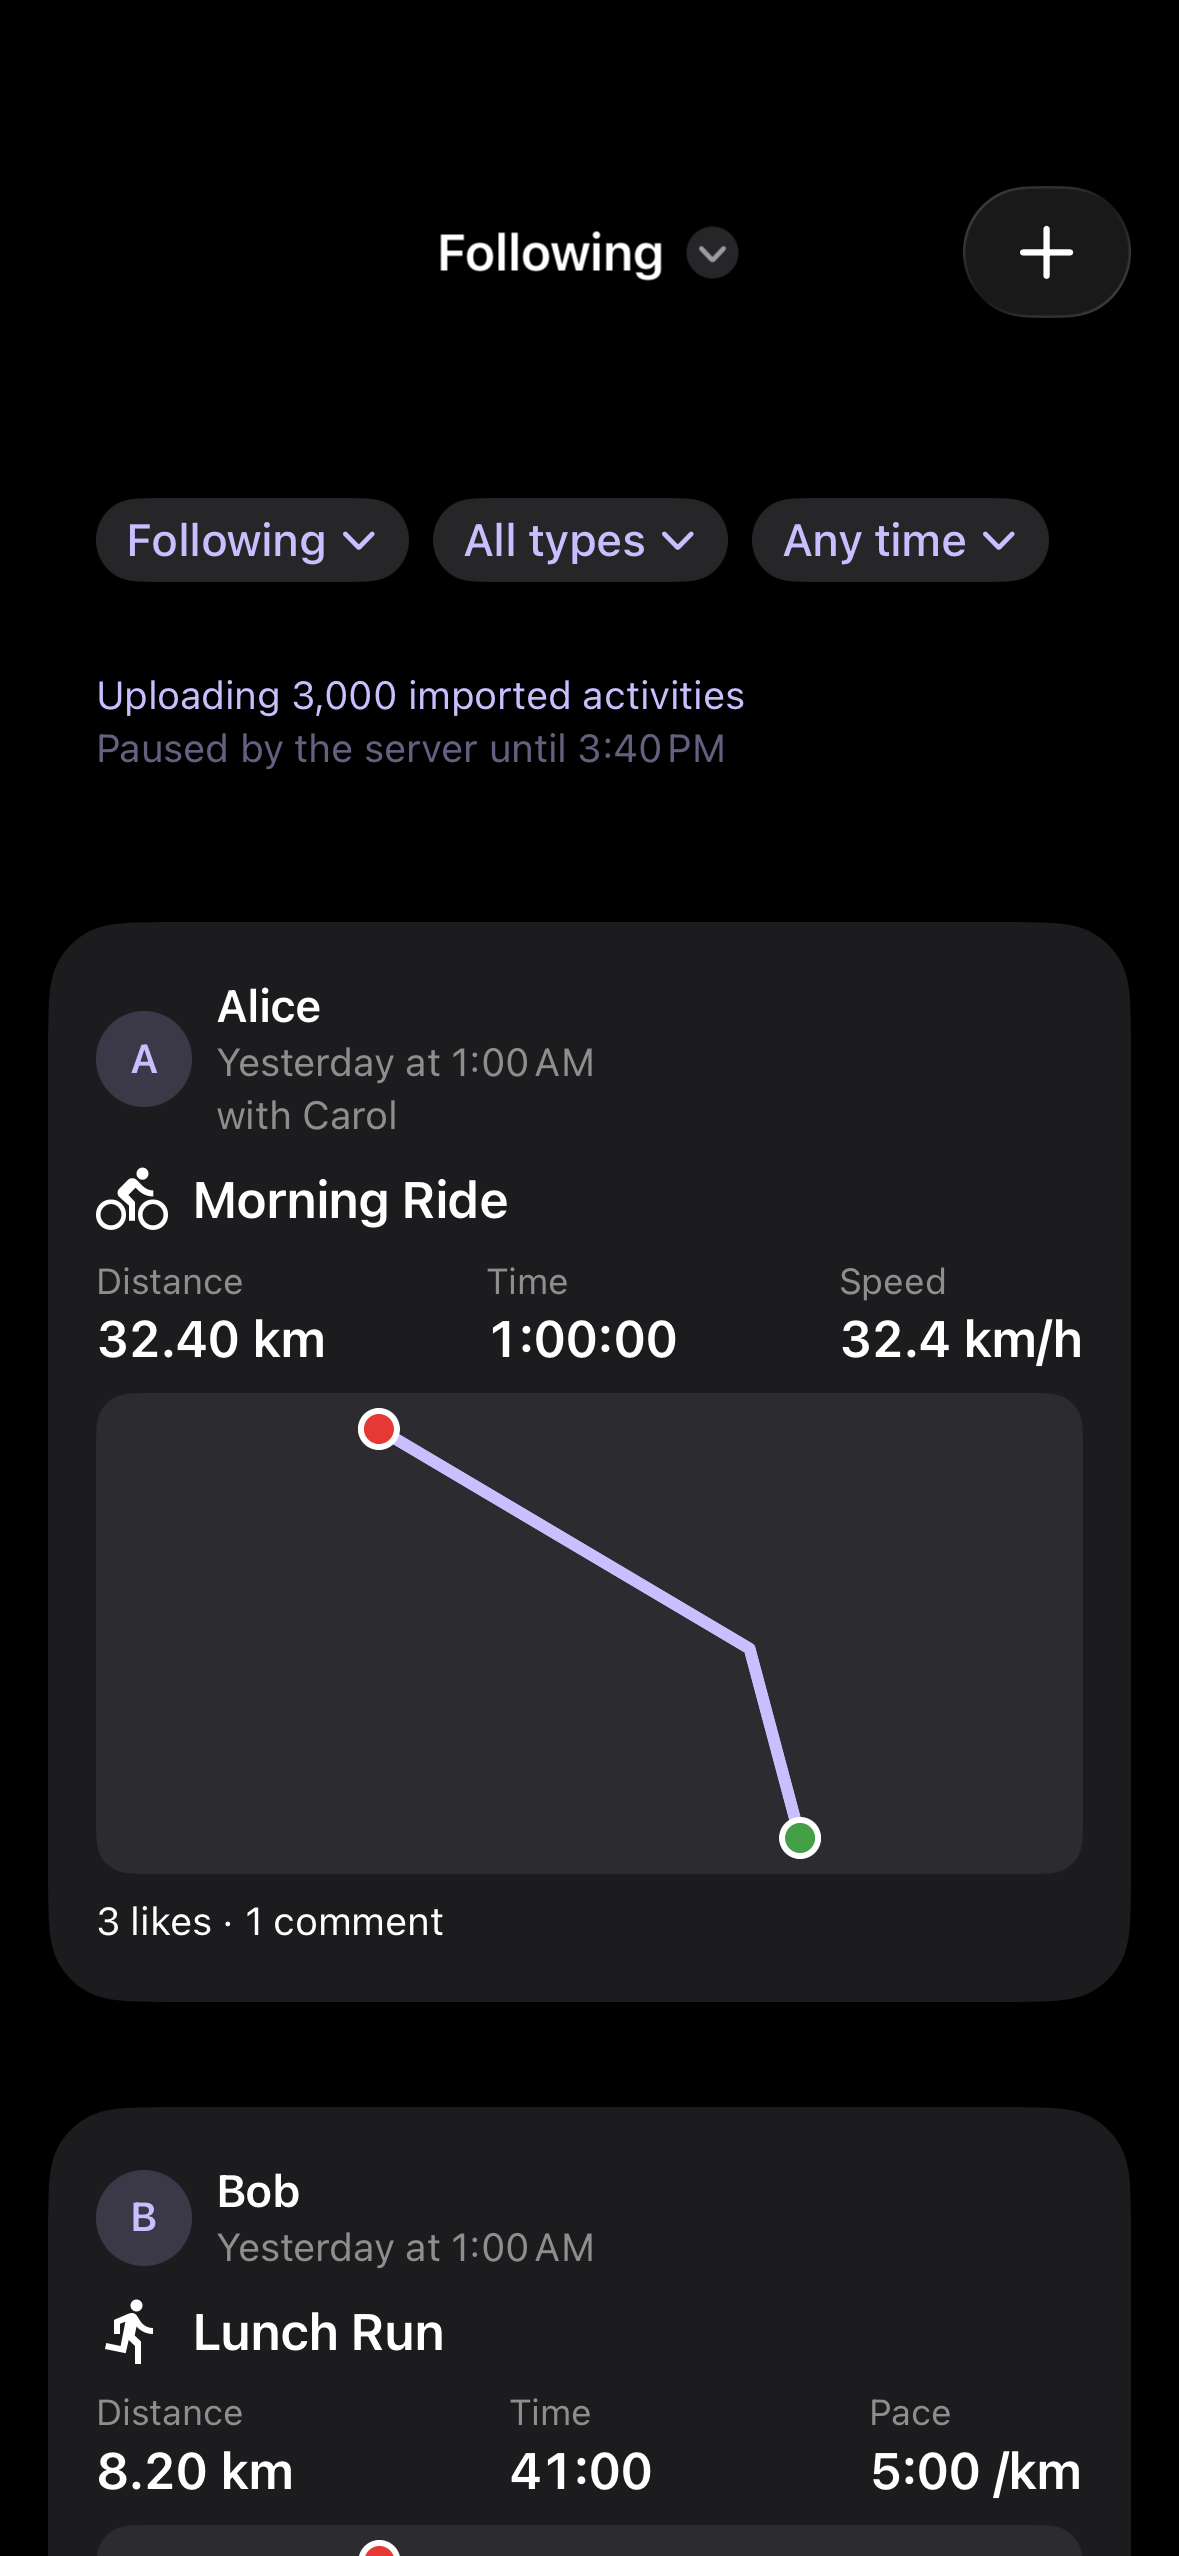 Following
Following
All types
Any time
Uploading 3,000 imported activities
Paused by the server until 3:40 PM
A
Alice
Yesterday at 1:00 AM
with Carol
Morning Ride
Distance Time Speed
32.40 km 1:00:00 32.4 km/h
3 likes · 1 comment
B
Bob
Yesterday at 1:00 AM
Lunch Run
Distance Time Pace
8.20 km 41:00 5:00 /km